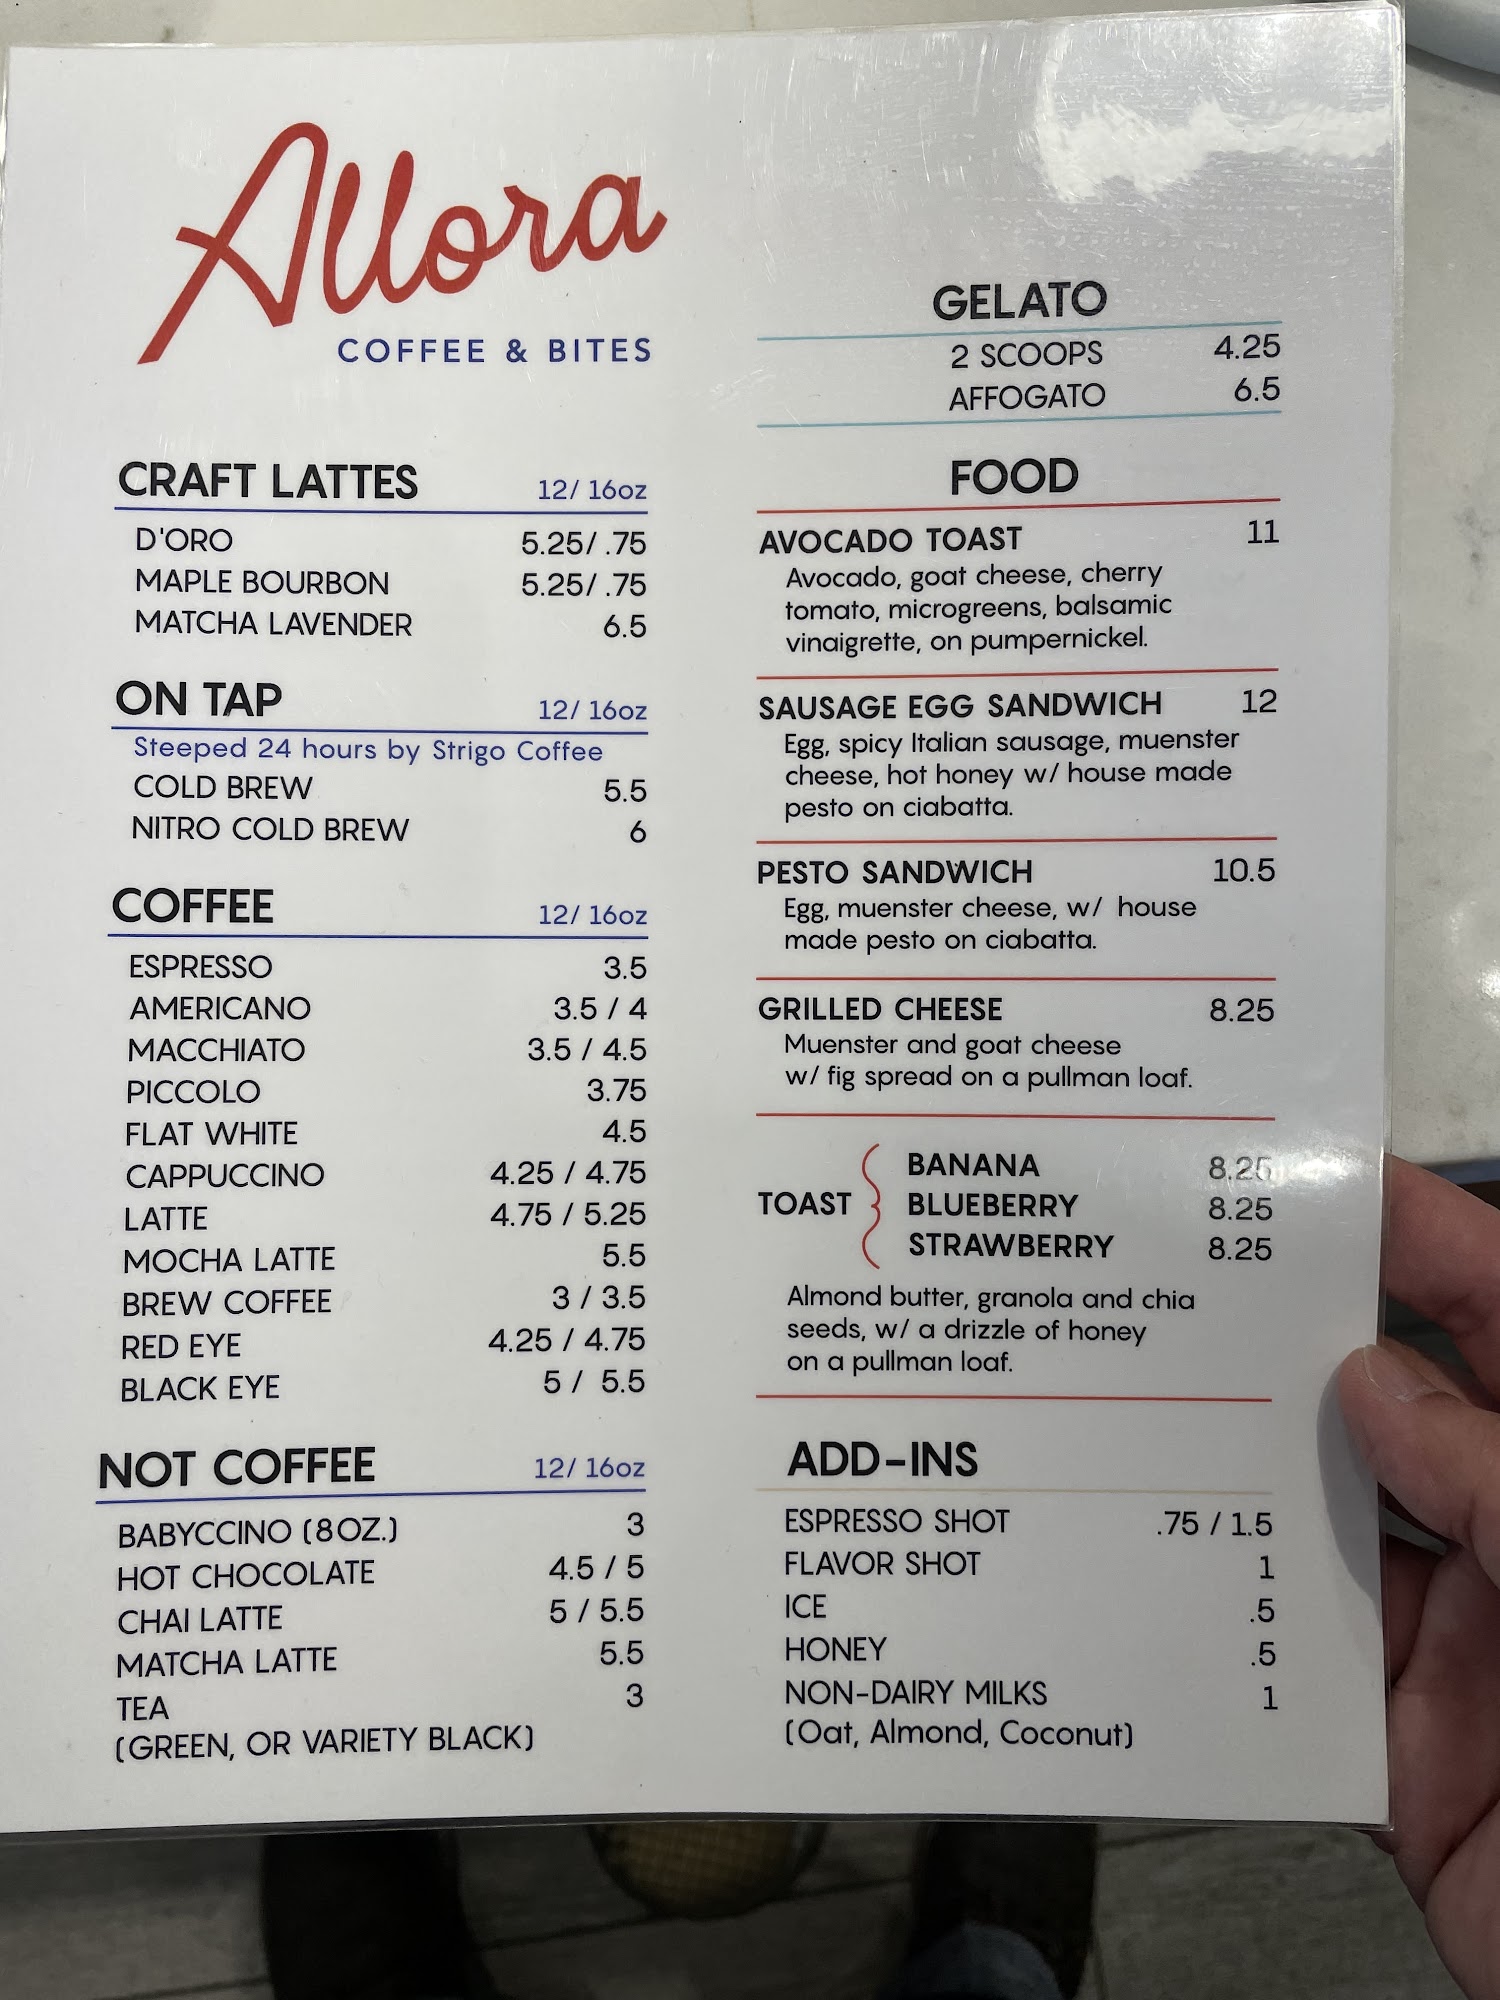 Allora
COFFEE & BITES
CRAFT LATTES 12/ 16oz
D'ORO 5.25/ .75
MAPLE BOURBON 5.25/ .75
MATCHA LAVENDER 6.5
ON TAP 12/ 16oz
Steeped 24 hours by Strigo Coffee
COLD BREW 5.5
NITRO COLD BREW 6
COFFEE 12/ 16oz
ESPRESSO 3.5
AMERICANO 3.5 / 4
MACCHIATO 3.5 / 4.5
PICCOLO 3.75
FLAT WHITE 4.5
CAPPUCCINO 4.25 / 4.75
LATTE 4.75 / 5.25
MOCHA LATTE 5.5
BREW COFFEE 3 / 3.5
RED EYE 4.25 / 4.75
BLACK EYE 5 / 5.5
NOT COFFEE 12/ 16oz
BABYCCINO (8OZ.) 3
HOT CHOCOLATE 4.5 / 5
CHAI LATTE 5 / 5.5
MATCHA LATTE 5.5
TEA 3
(GREEN, OR VARIETY BLACK)
GELATO
2 SCOOPS 4.25
AFFOGATO 6.5
FOOD
AVOCADO TOAST 11
Avocado, goat cheese, cherry
tomato, microgreens, balsamic
vinaigrette, on pumpernickel.
SAUSAGE EGG SANDWICH 12
Egg, spicy Italian sausage, muenster
cheese, hot honey w/ house made
pesto on ciabatta.
PESTO SANDWICH 10.5
Egg, muenster cheese, w/ house
made pesto on ciabatta.
GRILLED CHEESE 8.25
Muenster and goat cheese
w/ fig spread on a pullman loaf.
BANANA 8.25
TOAST BLUEBERRY 8.25
STRAWBERRY 8.25
Almond butter, granola and chia
seeds, w/ a drizzle of honey
on a pullman loaf.
ADD-INS
ESPRESSO SHOT .75 / 1.5
FLAVOR SHOT 1
ICE .5
HONEY .5
NON-DAIRY MILKS 1
(Oat, Almond, Coconut)